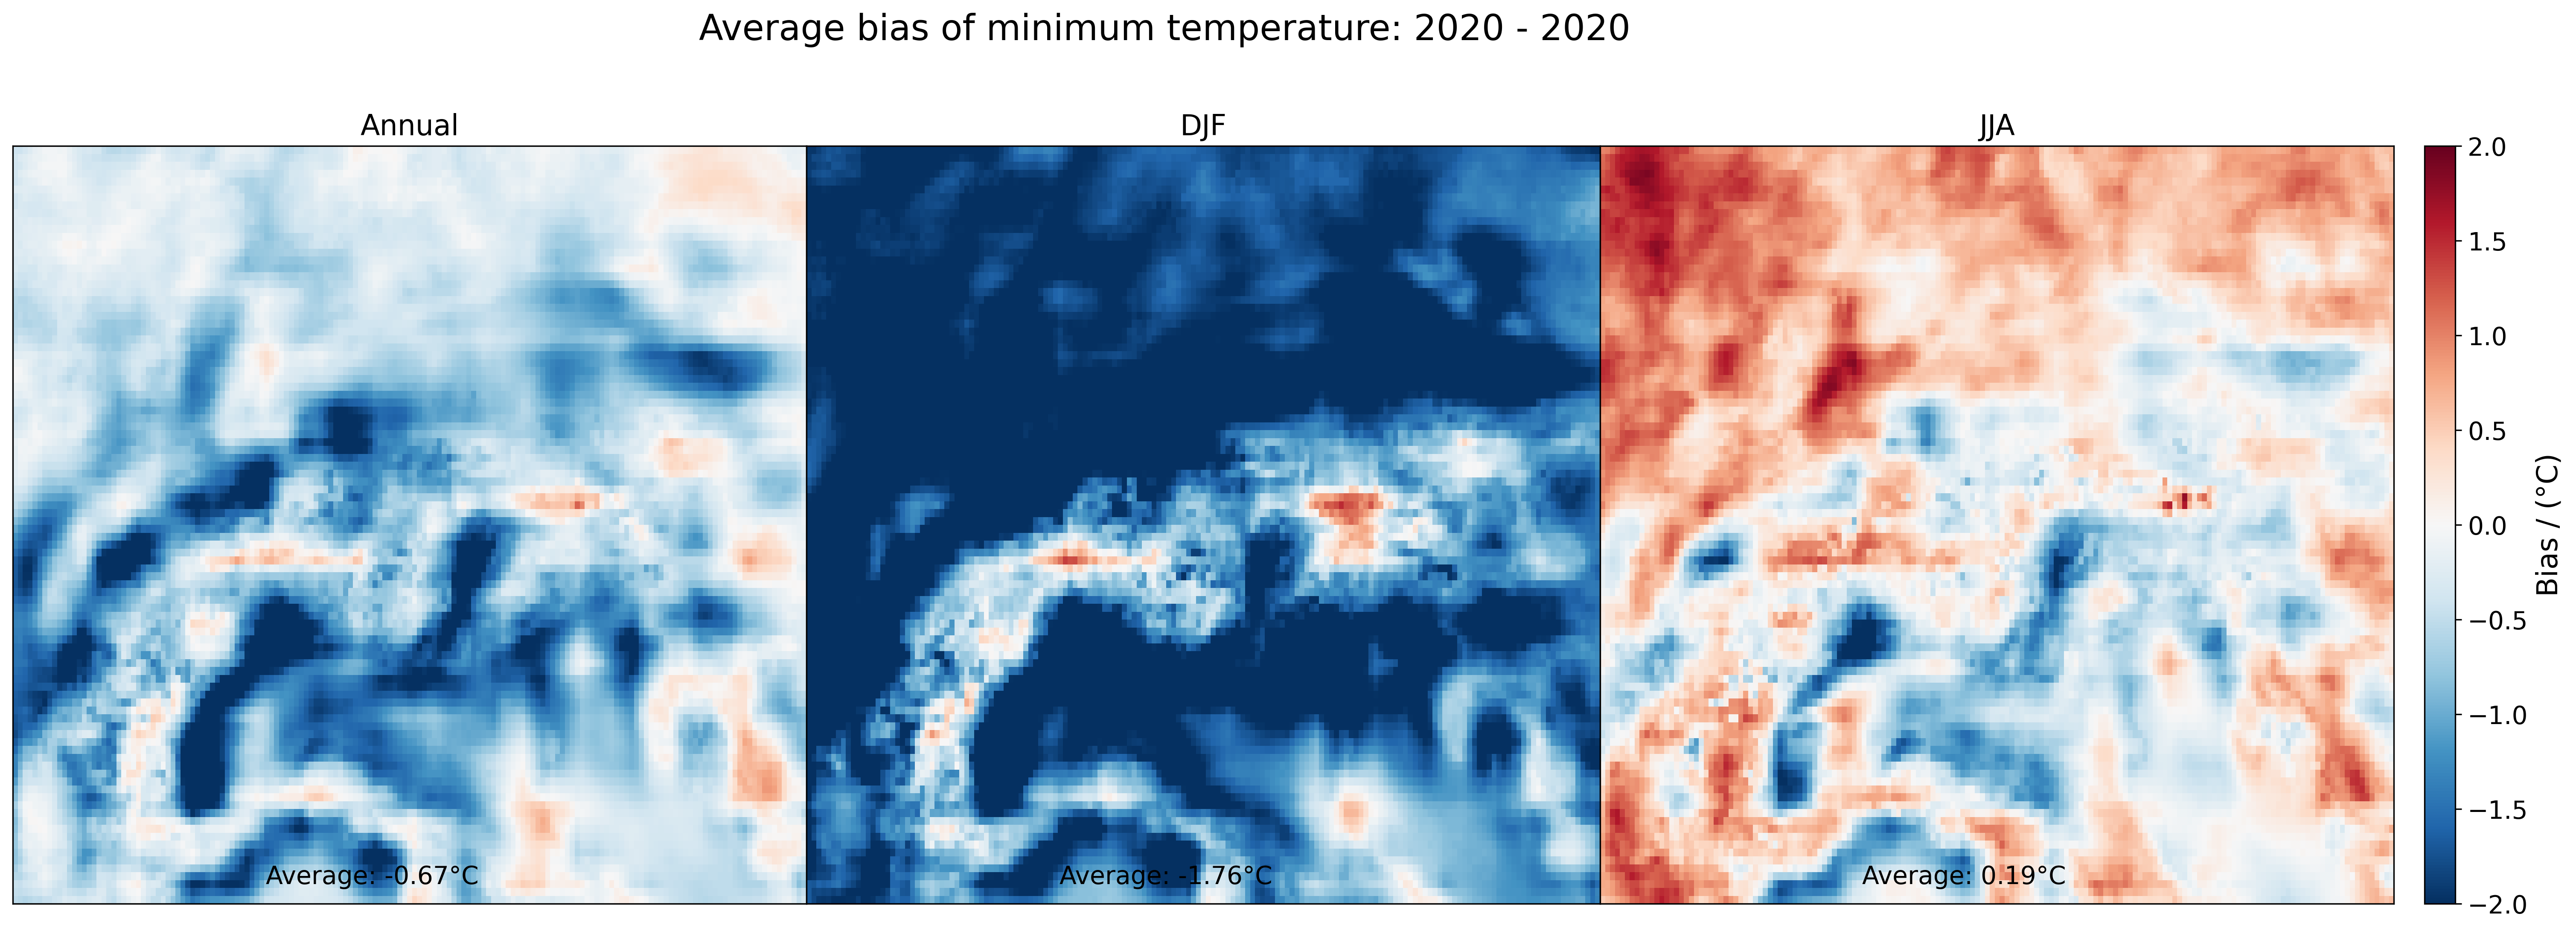 Average bias of minimum temperature: 2020 - 2020
Annual
DJF
JJA
2.0
1.5
1.0
0.5
0.0
−0.5
−1.0
−1.5
−2.0
Bias / (°C)
Average: -0.67°C
Average: -1.76°C
Average: 0.19°C